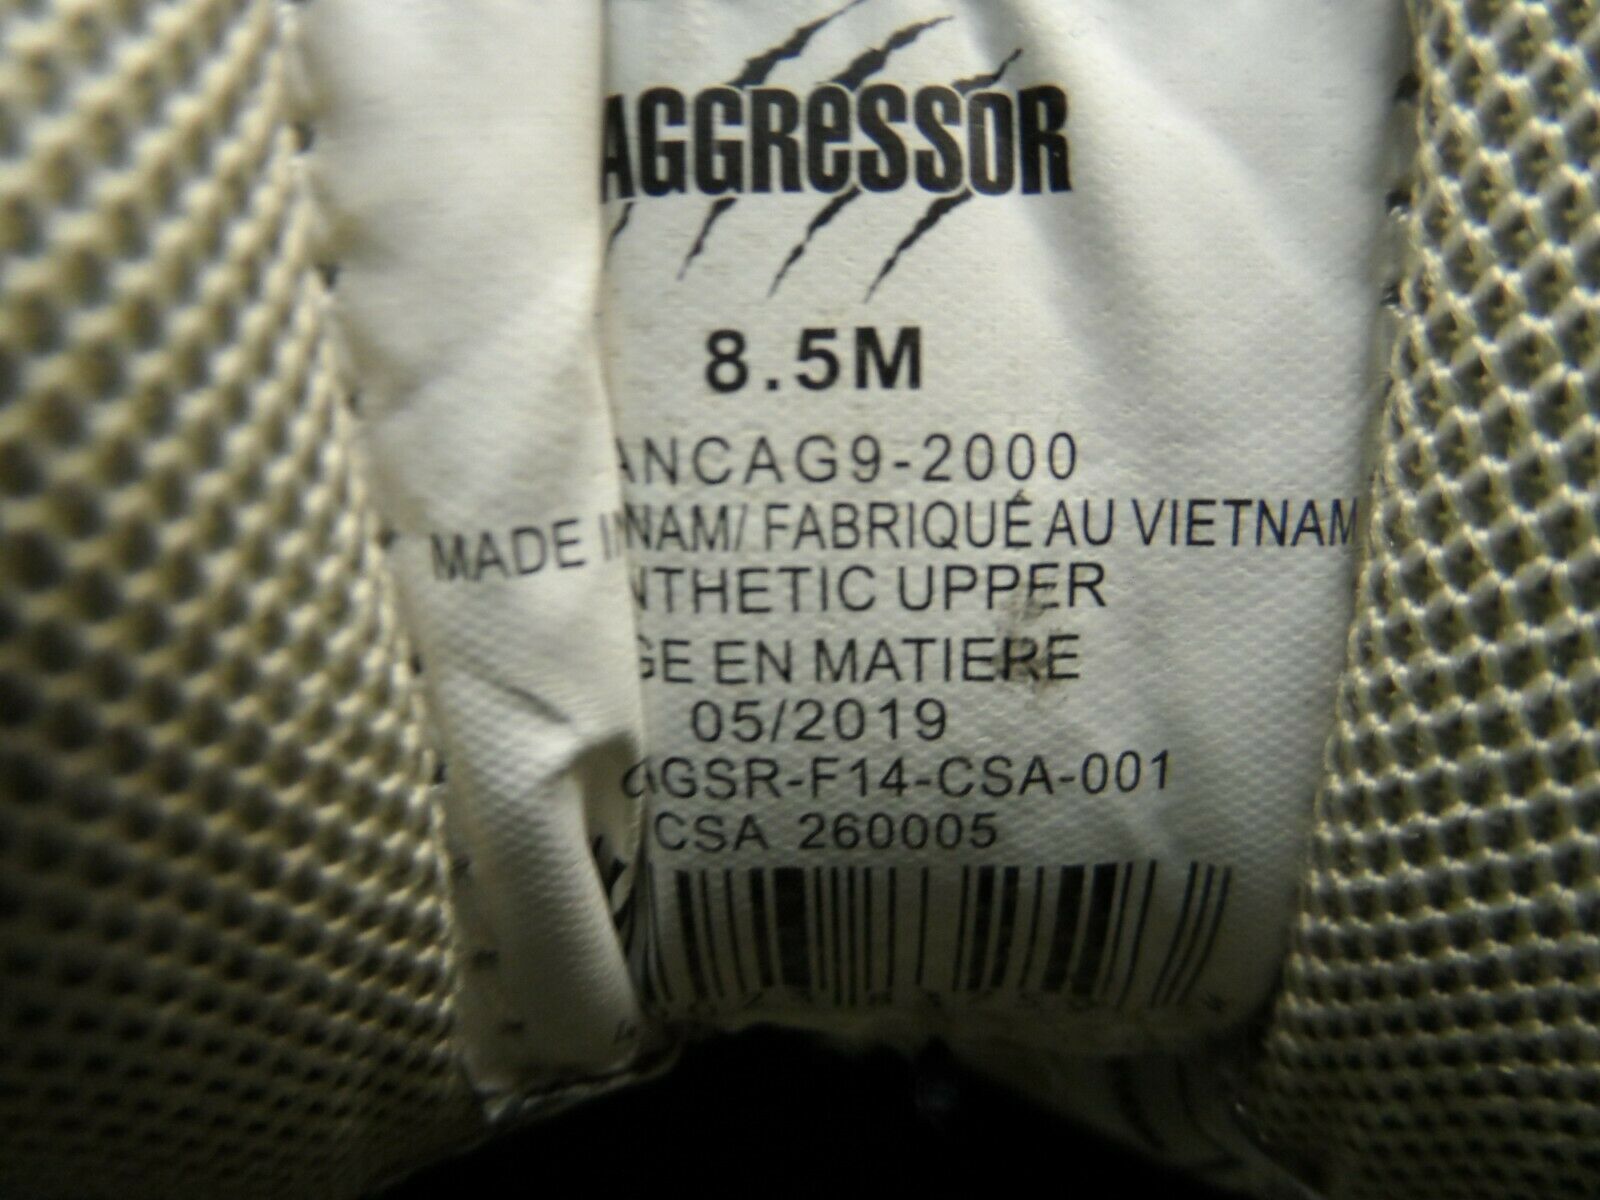 AGGRESSOR
8.5M
ANCAG9-2000
MADE IN NAM/ FABRIQUÉ AU VIETNAM
NTHETIC UPPER
GE EN MATIERE
05/2019
GSR-F14-CSA-001
CSA 260005